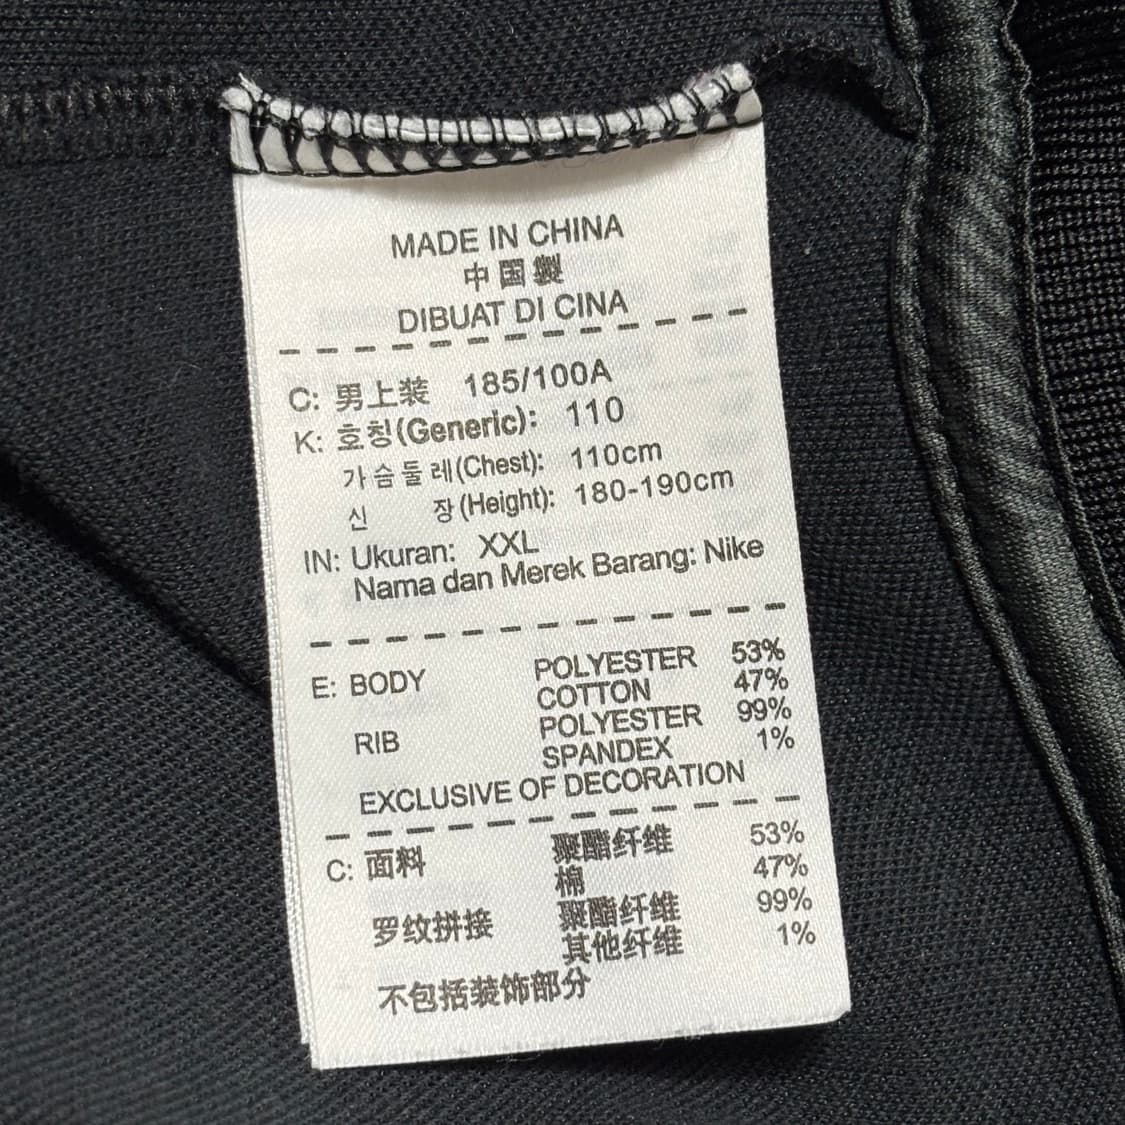 MADE IN CHINA
中国製
DIBUAT DI CINA
C: 男上装 185/100A
K: 호칭(Generic): 110
가슴둘레(Chest): 110cm
신 장(Height): 180-190cm
IN: Ukuran: XXL
Nama dan Merek Barang: Nike
E: BODY POLYESTER 53%
COTTON 47%
RIB POLYESTER 99%
SPANDEX 1%
EXCLUSIVE OF DECORATION
C: 面料 聚酯纤维 53%
棉 47%
罗纹拼接 聚酯纤维 99%
其他纤维 1%
不包括装饰部分